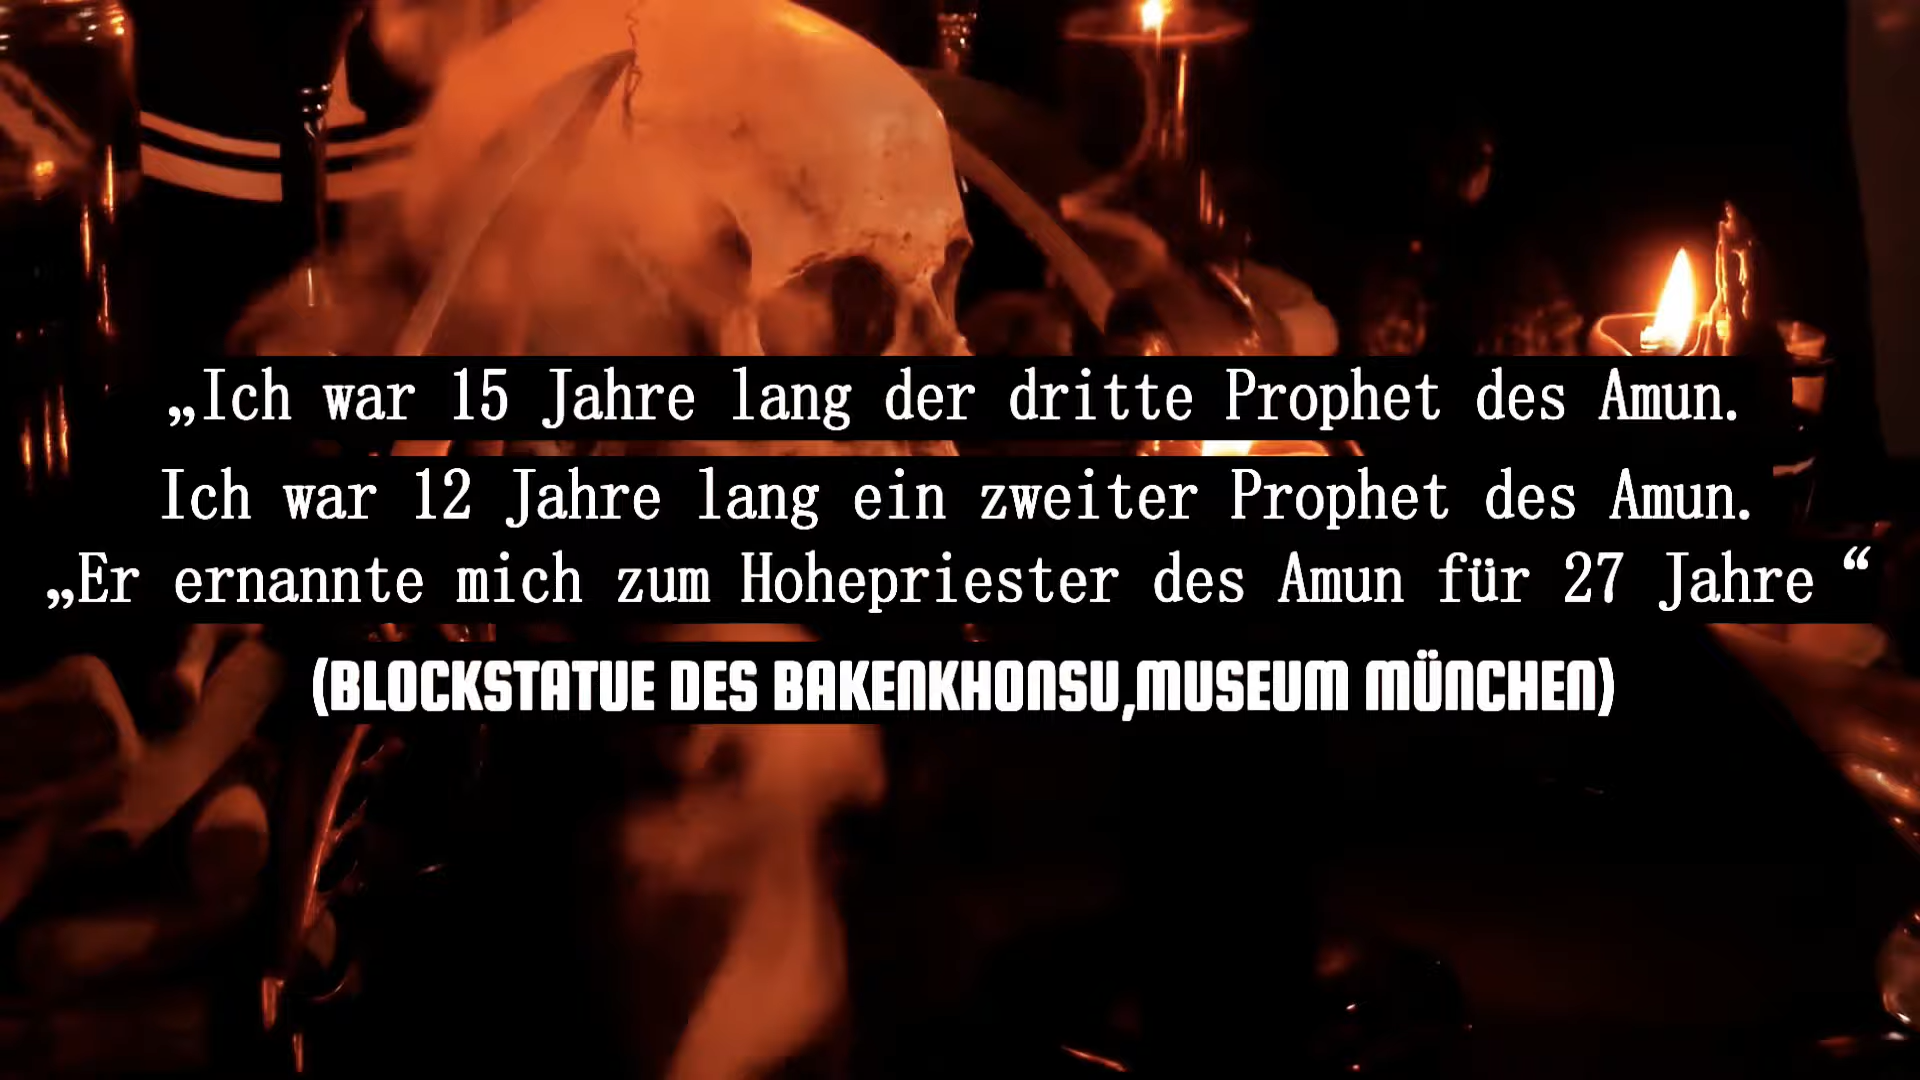 „Ich war 15 Jahre lang der dritte Prophet des Amun.
Ich war 12 Jahre lang ein zweiter Prophet des Amun.
„Er ernannte mich zum Hohepriester des Amun für 27 Jahre “
(BLOCKSTATUE DES BAKENKHONSU,MUSEUM MÜNCHEN)